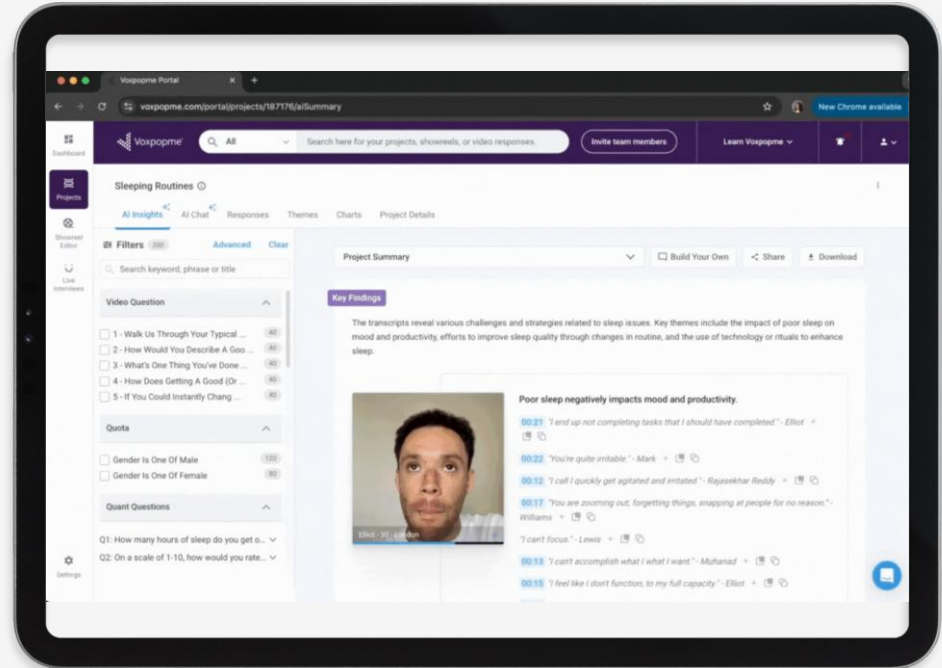 Voxpopme Portal
voxpopme.com/portal/projects/187176/aiSummary
New Chrome available
Dashboard
Voxpopme
All
Search here for your projects, showreels, or video responses.
Invite team members
Learn Voxpopme
Projects
Showreel Editor
Live Interviews
Settings
Sleeping Routines
AI Insights
AI Chat
Responses
Themes
Charts
Project Details
Filters
Advanced
Clear
Search keyword, phrase or title
Video Question
1 - Walk Us Through Your Typical ... 40
2 - How Would You Describe A Goo ... 40
3 - What's One Thing You've Done ... 40
4 - How Does Getting A Good (Or ... 40
5 - If You Could Instantly Chang ... 40
Quota
Gender Is One Of Male
Gender Is One Of Female
Quant Questions
Q1: How many hours of sleep do you get o...
Q2: On a scale of 1-10, how would you rate...
Project Summary
Build Your Own
Share
Download
Key Findings
The transcripts reveal various challenges and strategies related to sleep issues. Key themes include the impact of poor sleep on
mood and productivity, efforts to improve sleep quality through changes in routine, and the use of technology or rituals to enhance
sleep.
Elliot - 30 - London
Poor sleep negatively impacts mood and productivity.
00:21 "I end up not completing tasks that I should have completed." - Elliot +
00:22 "You're quite irritable." - Mark +
00:12 "I call I quickly get agitated and irritated." - Rajasekhar Reddy +
00:17 "You are zooming out, forgetting things, snapping at people for no reason." -
Williams +
"I can't focus." - Lewis +
00:13 "I can't accomplish what I what I want." - Muhanad +
00:15 "I feel like I don't function, to my full capacity." - Elliot +